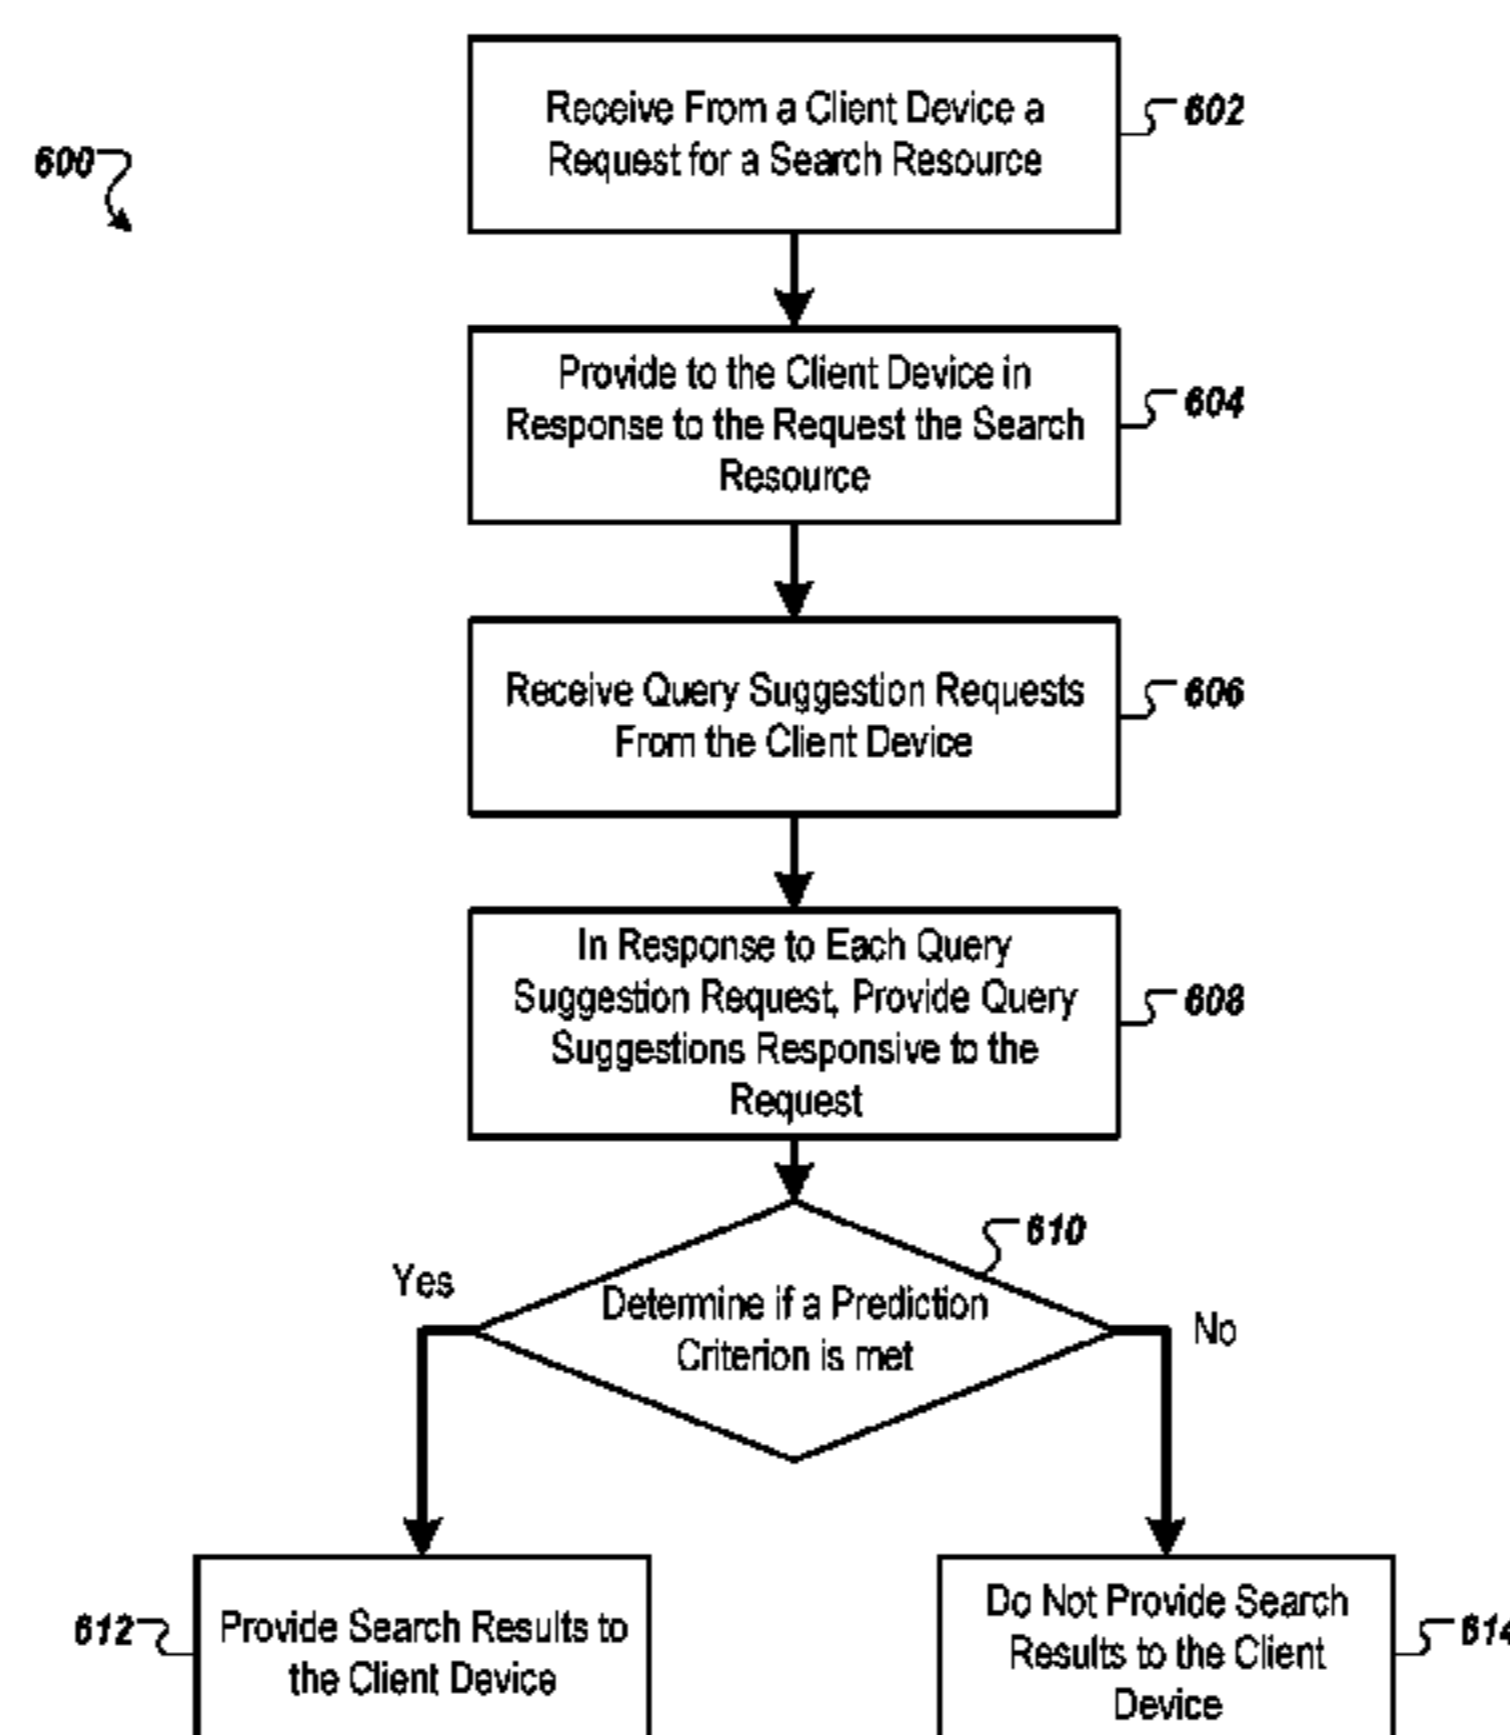 Receive From a Client Device a
Request for a Search Resource
602
600
Provide to the Client Device in
Response to the Request the Search
Resource
604
Receive Query Suggestion Requests
From the Client Device
606
In Response to Each Query
Suggestion Request, Provide Query
Suggestions Responsive to the
Request
608
610
Yes
Determine if a Prediction
Criterion is met
No
612
Provide Search Results to
the Client Device
Do Not Provide Search
Results to the Client
Device
614